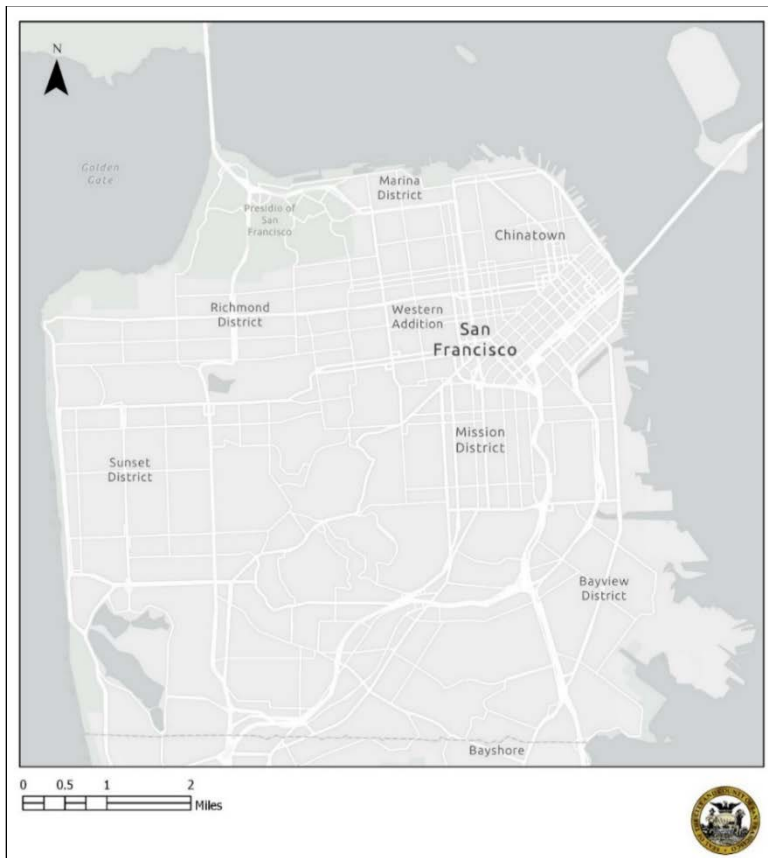 N
Golden
Gate
Marina
District
Presidio of
San
Francisco
Chinatown
Richmond
District
Western
Addition
San
Francisco
Mission
District
Sunset
District
Bayview
District
Bayshore
0 0.5 1 2
Miles